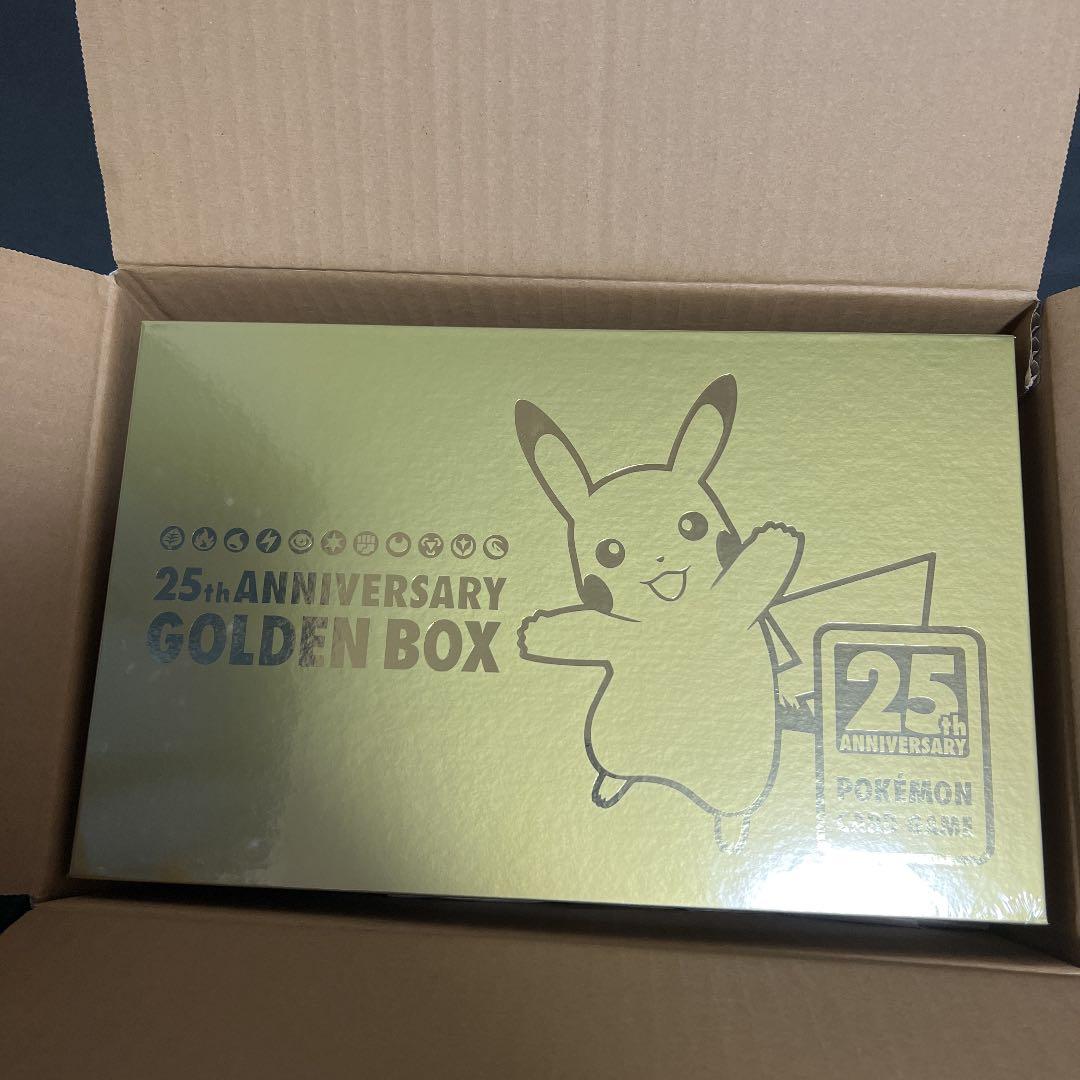 25th ANNIVERSARY
GOLDEN BOX
25th
ANNIVERSARY
POKÉMON
CARD GAME